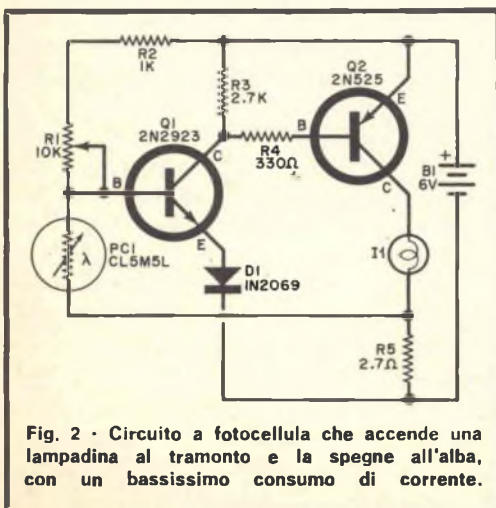 R2
1K
R3
2.7K
Q2
2N525
E
Q1
2N2923
R1
10K
C
R4
330Ω
B
B
C
+
B1
6V
E
PC1
CL5M5L
λ
D1
1N2069
I1
R5
2.7Ω
Fig. 2 · Circuito a fotocellula che accende una
lampadina al tramonto e la spegne all'alba,
con un bassissimo consumo di corrente.